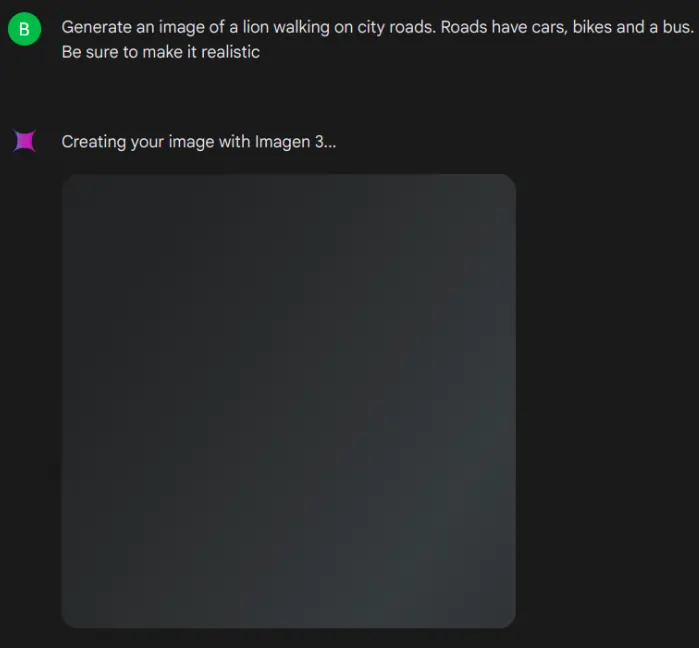 B
Generate an image of a lion walking on city roads. Roads have cars, bikes and a bus.
Be sure to make it realistic
Creating your image with Imagen 3...